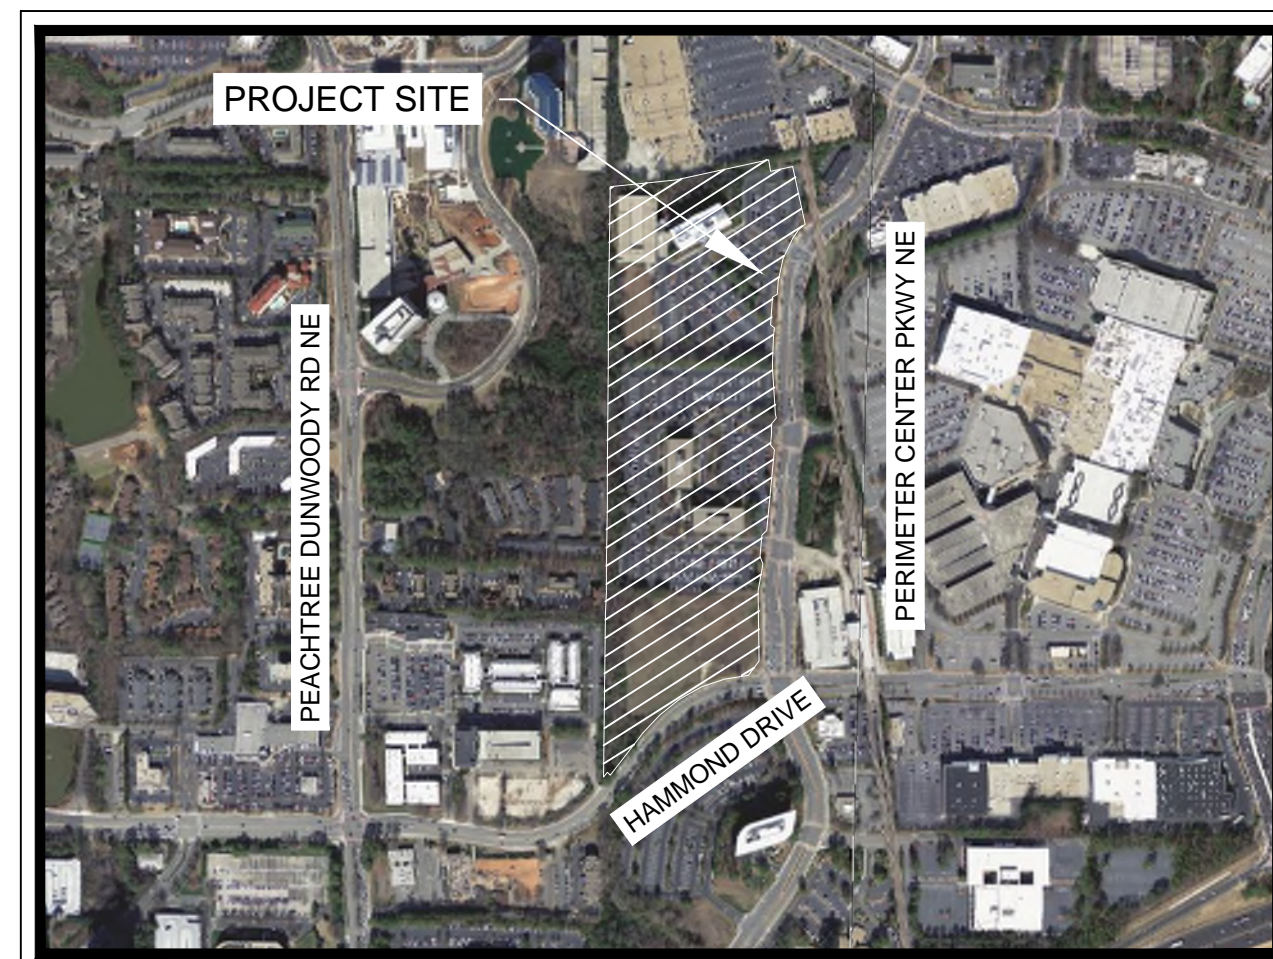 PROJECT SITE
PEACHTREE DUNWOODY RD NE
PERIMETER CENTER PKWY NE
HAMMOND DRIVE